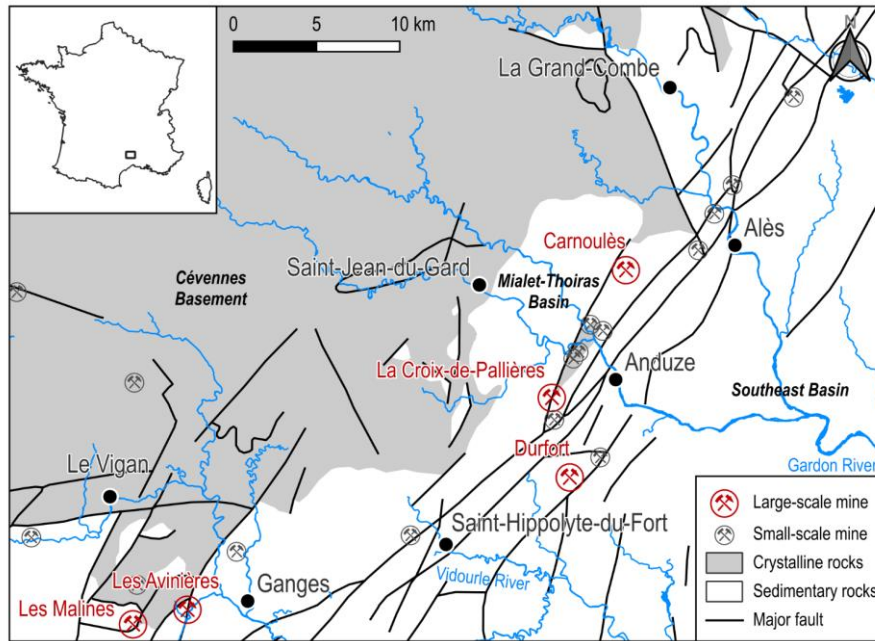 0 5 10 km
N
La Grand-Combe
Alès
Carnoulès
Saint-Jean-du-Gard
Mialet-Thoiras
Basin
Cévennes
Basement
La Croix-de-Pallières
Anduze
Southeast Basin
Durfort
Gardon River
Le Vigan
Saint-Hippolyte-du-Fort
Vidourle River
Les Avinières
Ganges
Les Malines
Large-scale mine
Small-scale mine
Crystalline rocks
Sedimentary rocks
Major fault